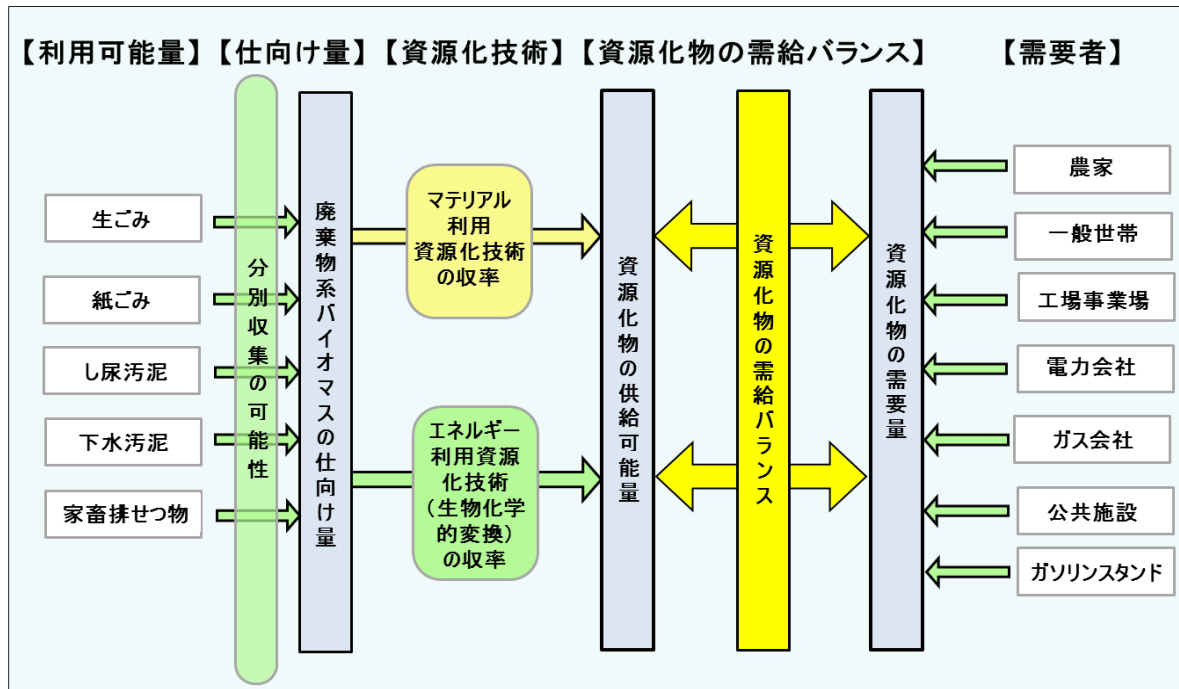 【利用可能量】【仕向け量】【資源化技術】【資源化物の需給バランス】 【需要者】
生ごみ
紙ごみ
し尿汚泥
下水汚泥
家畜排せつ物
分別収集の可能性
廃棄物系バイオマスの仕向け量
マテリアル
利用
資源化技術
の収率
エネルギー
利用資源
化技術
（生物化学
的変換）
の収率
資源化物の供給可能量
資源化物の需給バランス
資源化物の需要量
農家
一般世帯
工場事業場
電力会社
ガス会社
公共施設
ガソリンスタンド